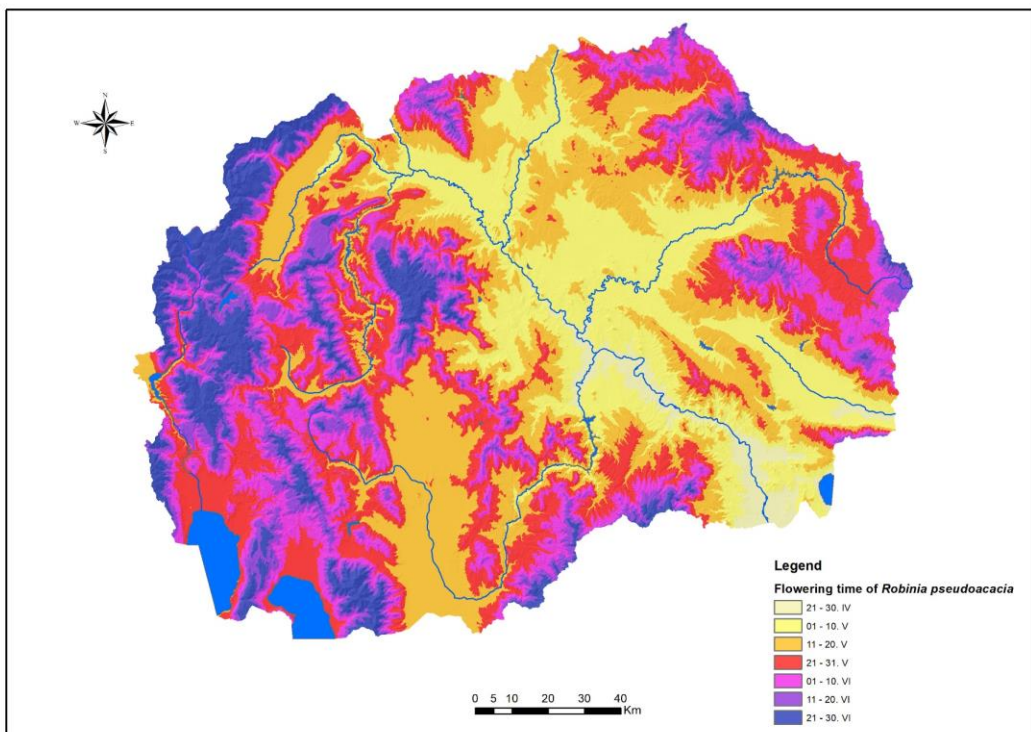 N
W E
S
Legend
Flowering time of Robinia pseudoacacia
21 - 30. IV
01 - 10. V
11 - 20. V
21 - 31. V
01 - 10. VI
11 - 20. VI
21 - 30. VI
0 5 10 20 30 40
Km